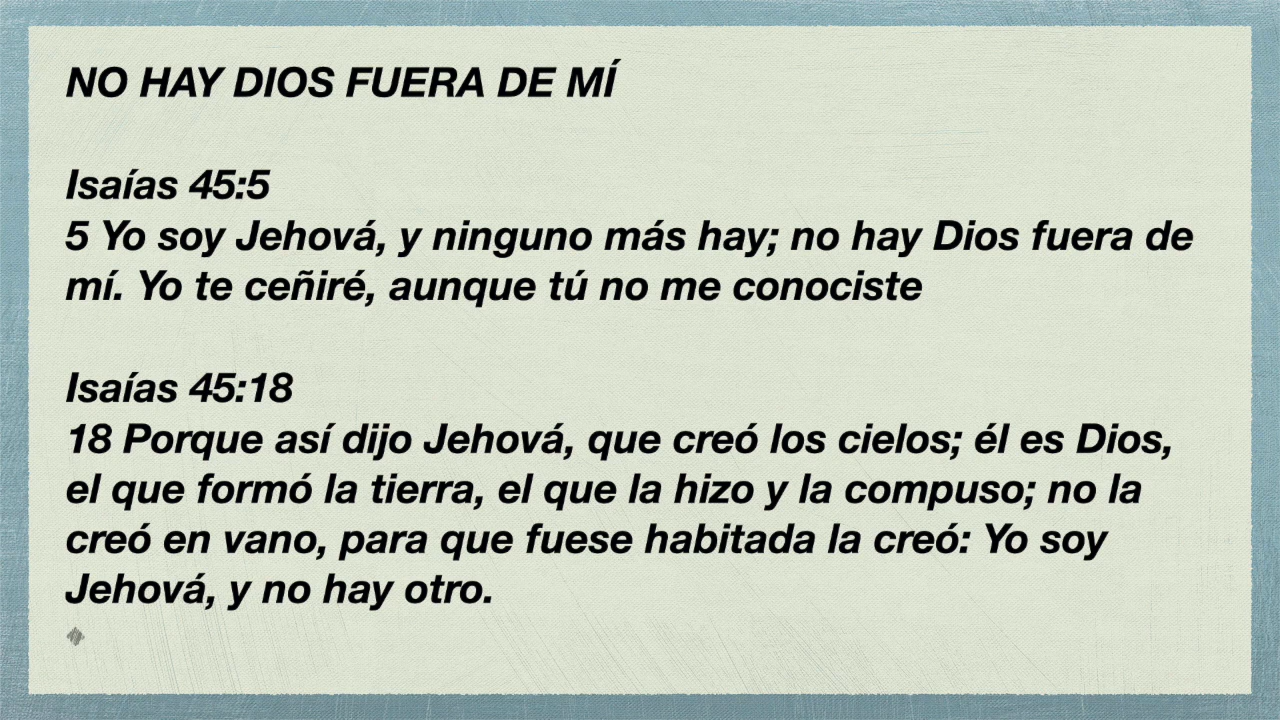 NO HAY DIOS FUERA DE MÍ
Isaías 45:5
5 Yo soy Jehová, y ninguno más hay; no hay Dios fuera de
mí. Yo te ceñiré, aunque tú no me conociste
Isaías 45:18
18 Porque así dijo Jehová, que creó los cielos; él es Dios,
el que formó la tierra, el que la hizo y la compuso; no la
creó en vano, para que fuese habitada la creó: Yo soy
Jehová, y no hay otro.